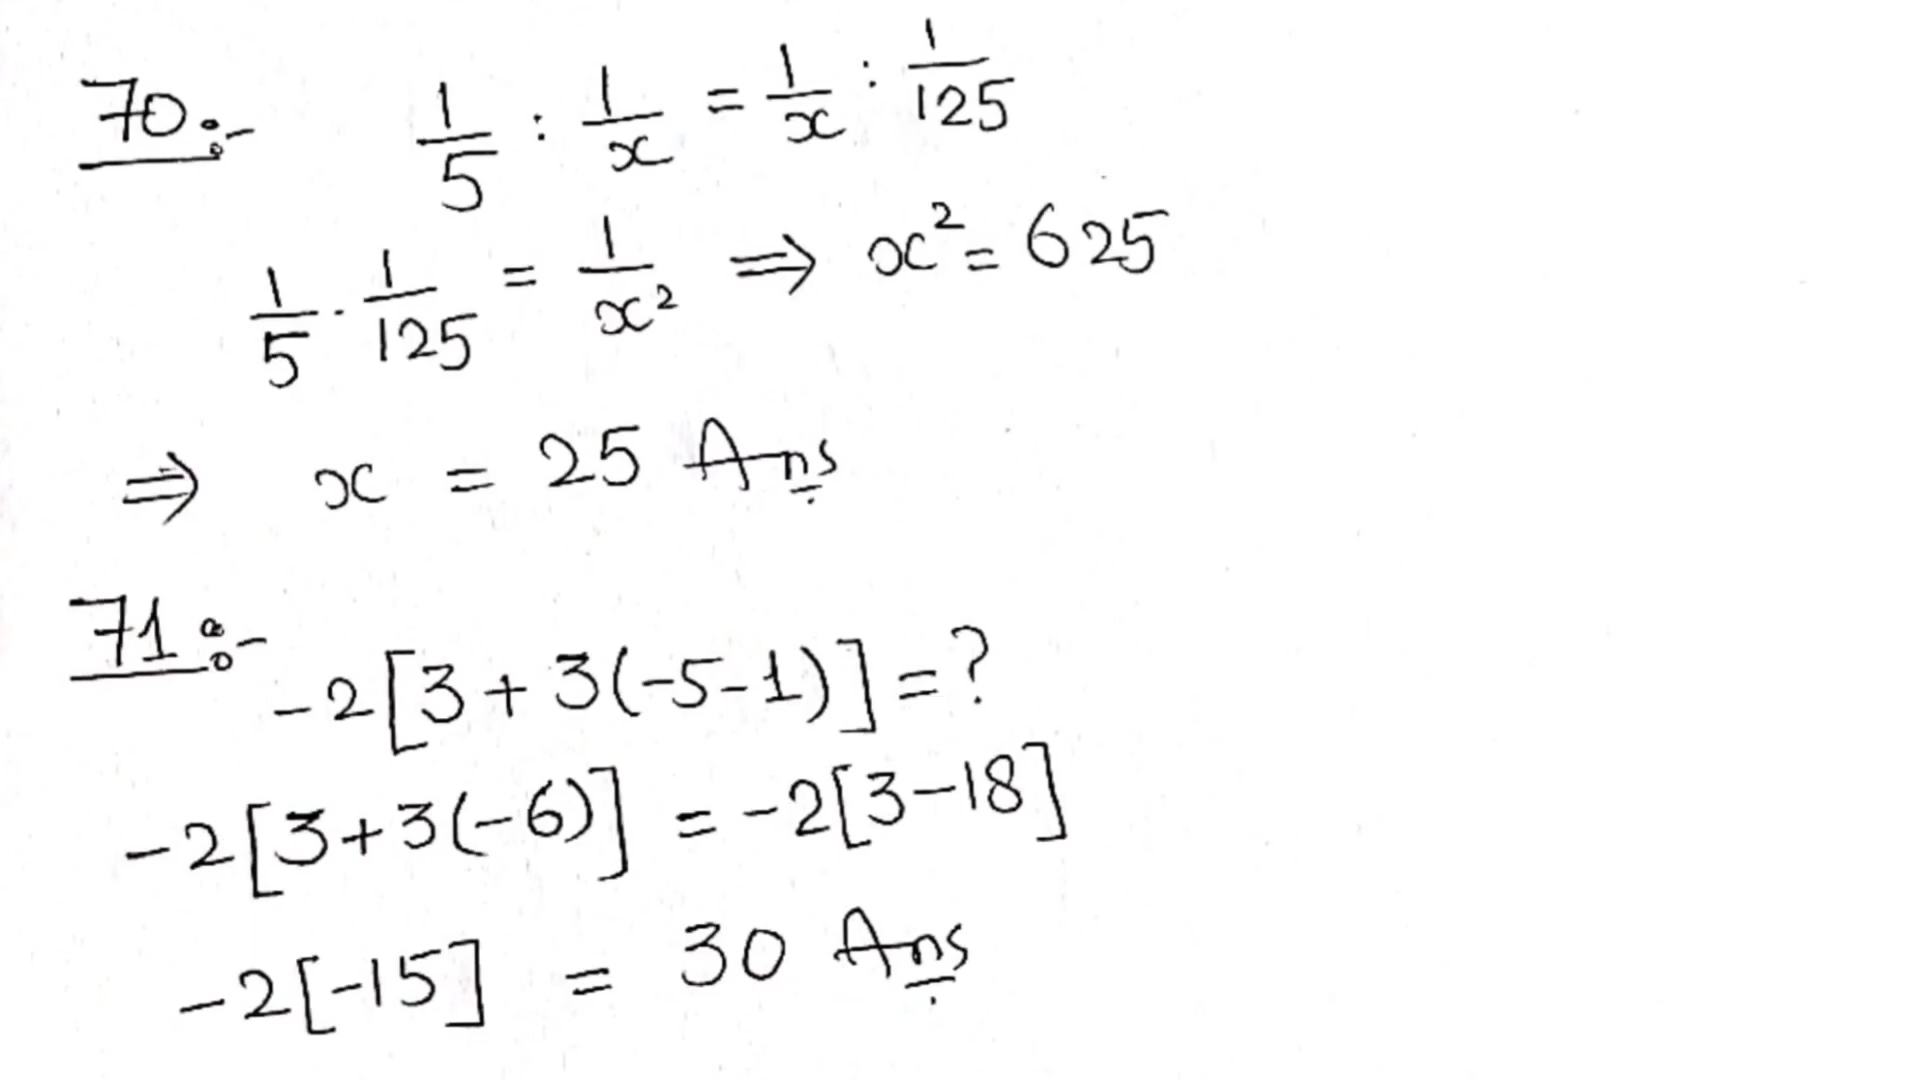 70:- 1/5 : 1/x = 1/x : 1/125
1/5 . 1/125 = 1/x² ⇒ x² = 625
⇒ x = 25 Ans
71:- -2[3+3(-5-1)] = ?
-2[3+3(-6)] = -2[3-18]
-2[-15] = 30 Ans